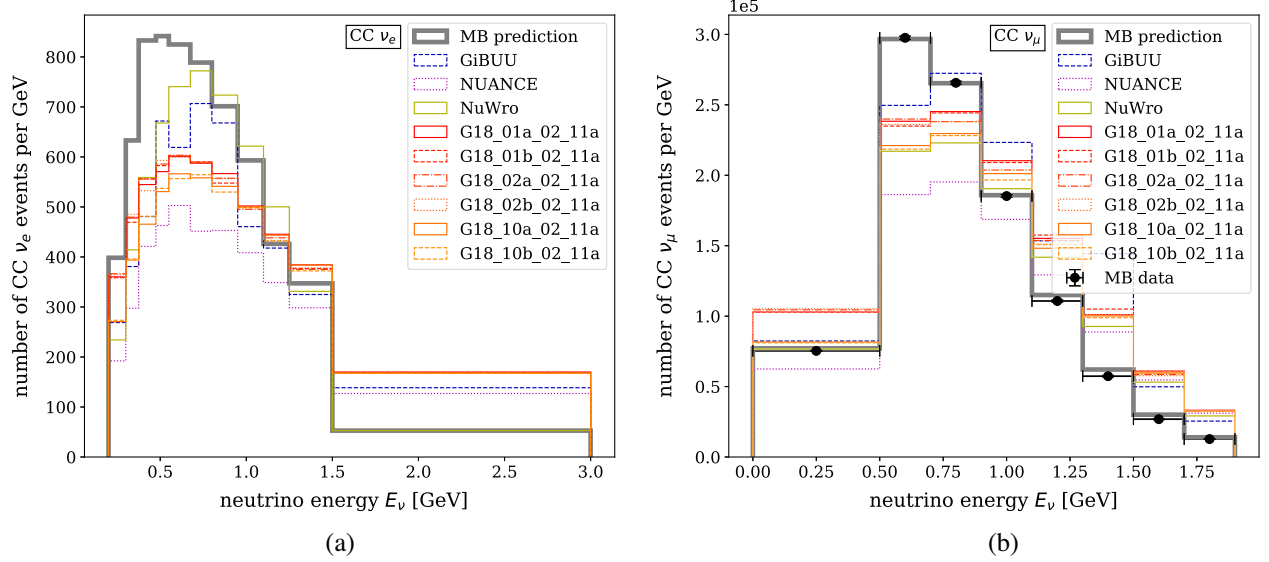 CC νe
MB prediction
GiBUU
NUANCE
NuWro
G18_01a_02_11a
G18_01b_02_11a
G18_02a_02_11a
G18_02b_02_11a
G18_10a_02_11a
G18_10b_02_11a
number of CC νe events per GeV
800
700
600
500
400
300
200
100
0
0.5
1.0
1.5
2.0
2.5
3.0
neutrino energy Eν [GeV]
(a)
1e5
CC νμ
MB prediction
GiBUU
NUANCE
NuWro
G18_01a_02_11a
G18_01b_02_11a
G18_02a_02_11a
G18_02b_02_11a
G18_10a_02_11a
G18_10b_02_11a
MB data
number of CC νμ events per GeV
3.0
2.5
2.0
1.5
1.0
0.5
0.0
0.00
0.25
0.50
0.75
1.00
1.25
1.50
1.75
neutrino energy Eν [GeV]
(b)